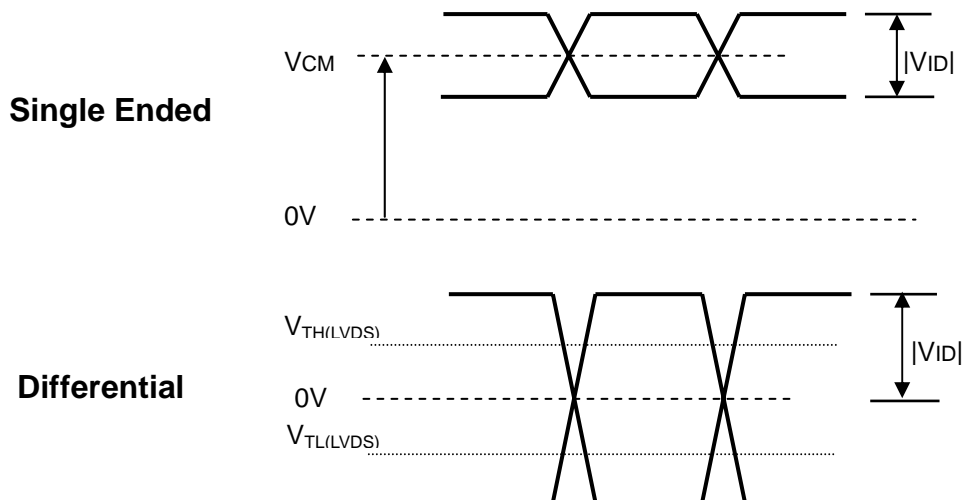 VCM
|VID|
Single Ended
0V
VTH(LVDS)
|VID|
Differential
0V
VTL(LVDS)